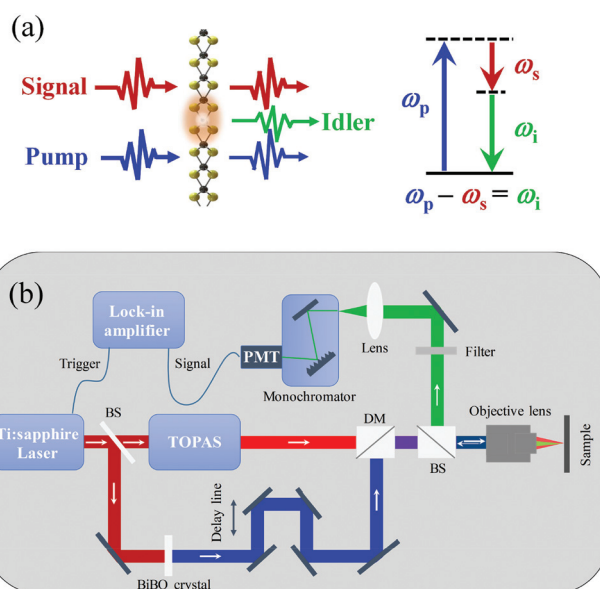 (a)
Signal
Pump
Idler
ωp
ωs
ωi
ωp − ωs = ωi
(b)
Lock-in
amplifier
Trigger
Signal
PMT
Monochromator
Lens
Filter
BS
Ti:sapphire
Laser
TOPAS
DM
BS
Objective lens
Sample
Delay line
BiBO crystal